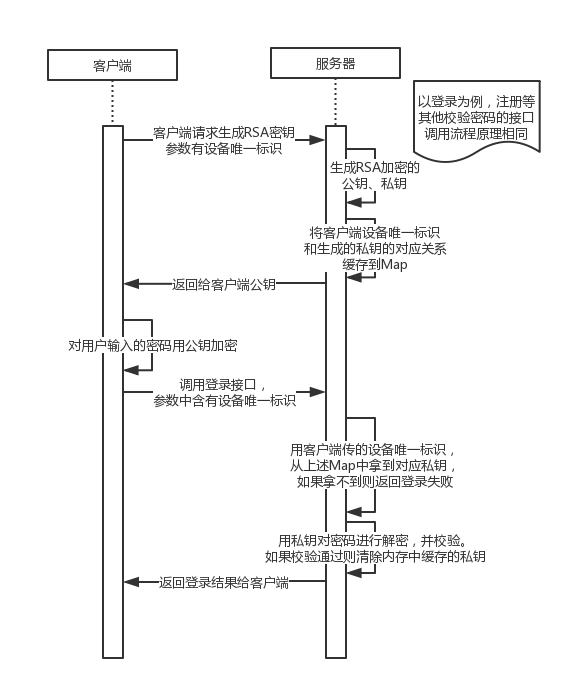 客户端
服务器
以登录为例，注册等
其他校验密码的接口
调用流程原理相同
客户端请求生成RSA密钥
参数有设备唯一标识
生成RSA加密的
公钥、私钥
将客户端设备唯一标识
和生成的私钥的对应关系
缓存到Map
返回给客户端公钥
对用户输入的密码用公钥加密
调用登录接口，
参数中含有设备唯一标识
用客户端传的设备唯一标识，
从上述Map中拿到对应私钥，
如果拿不到则返回登录失败
用私钥对密码进行解密，并校验。
如果校验通过则清除内存中缓存的私钥
返回登录结果给客户端